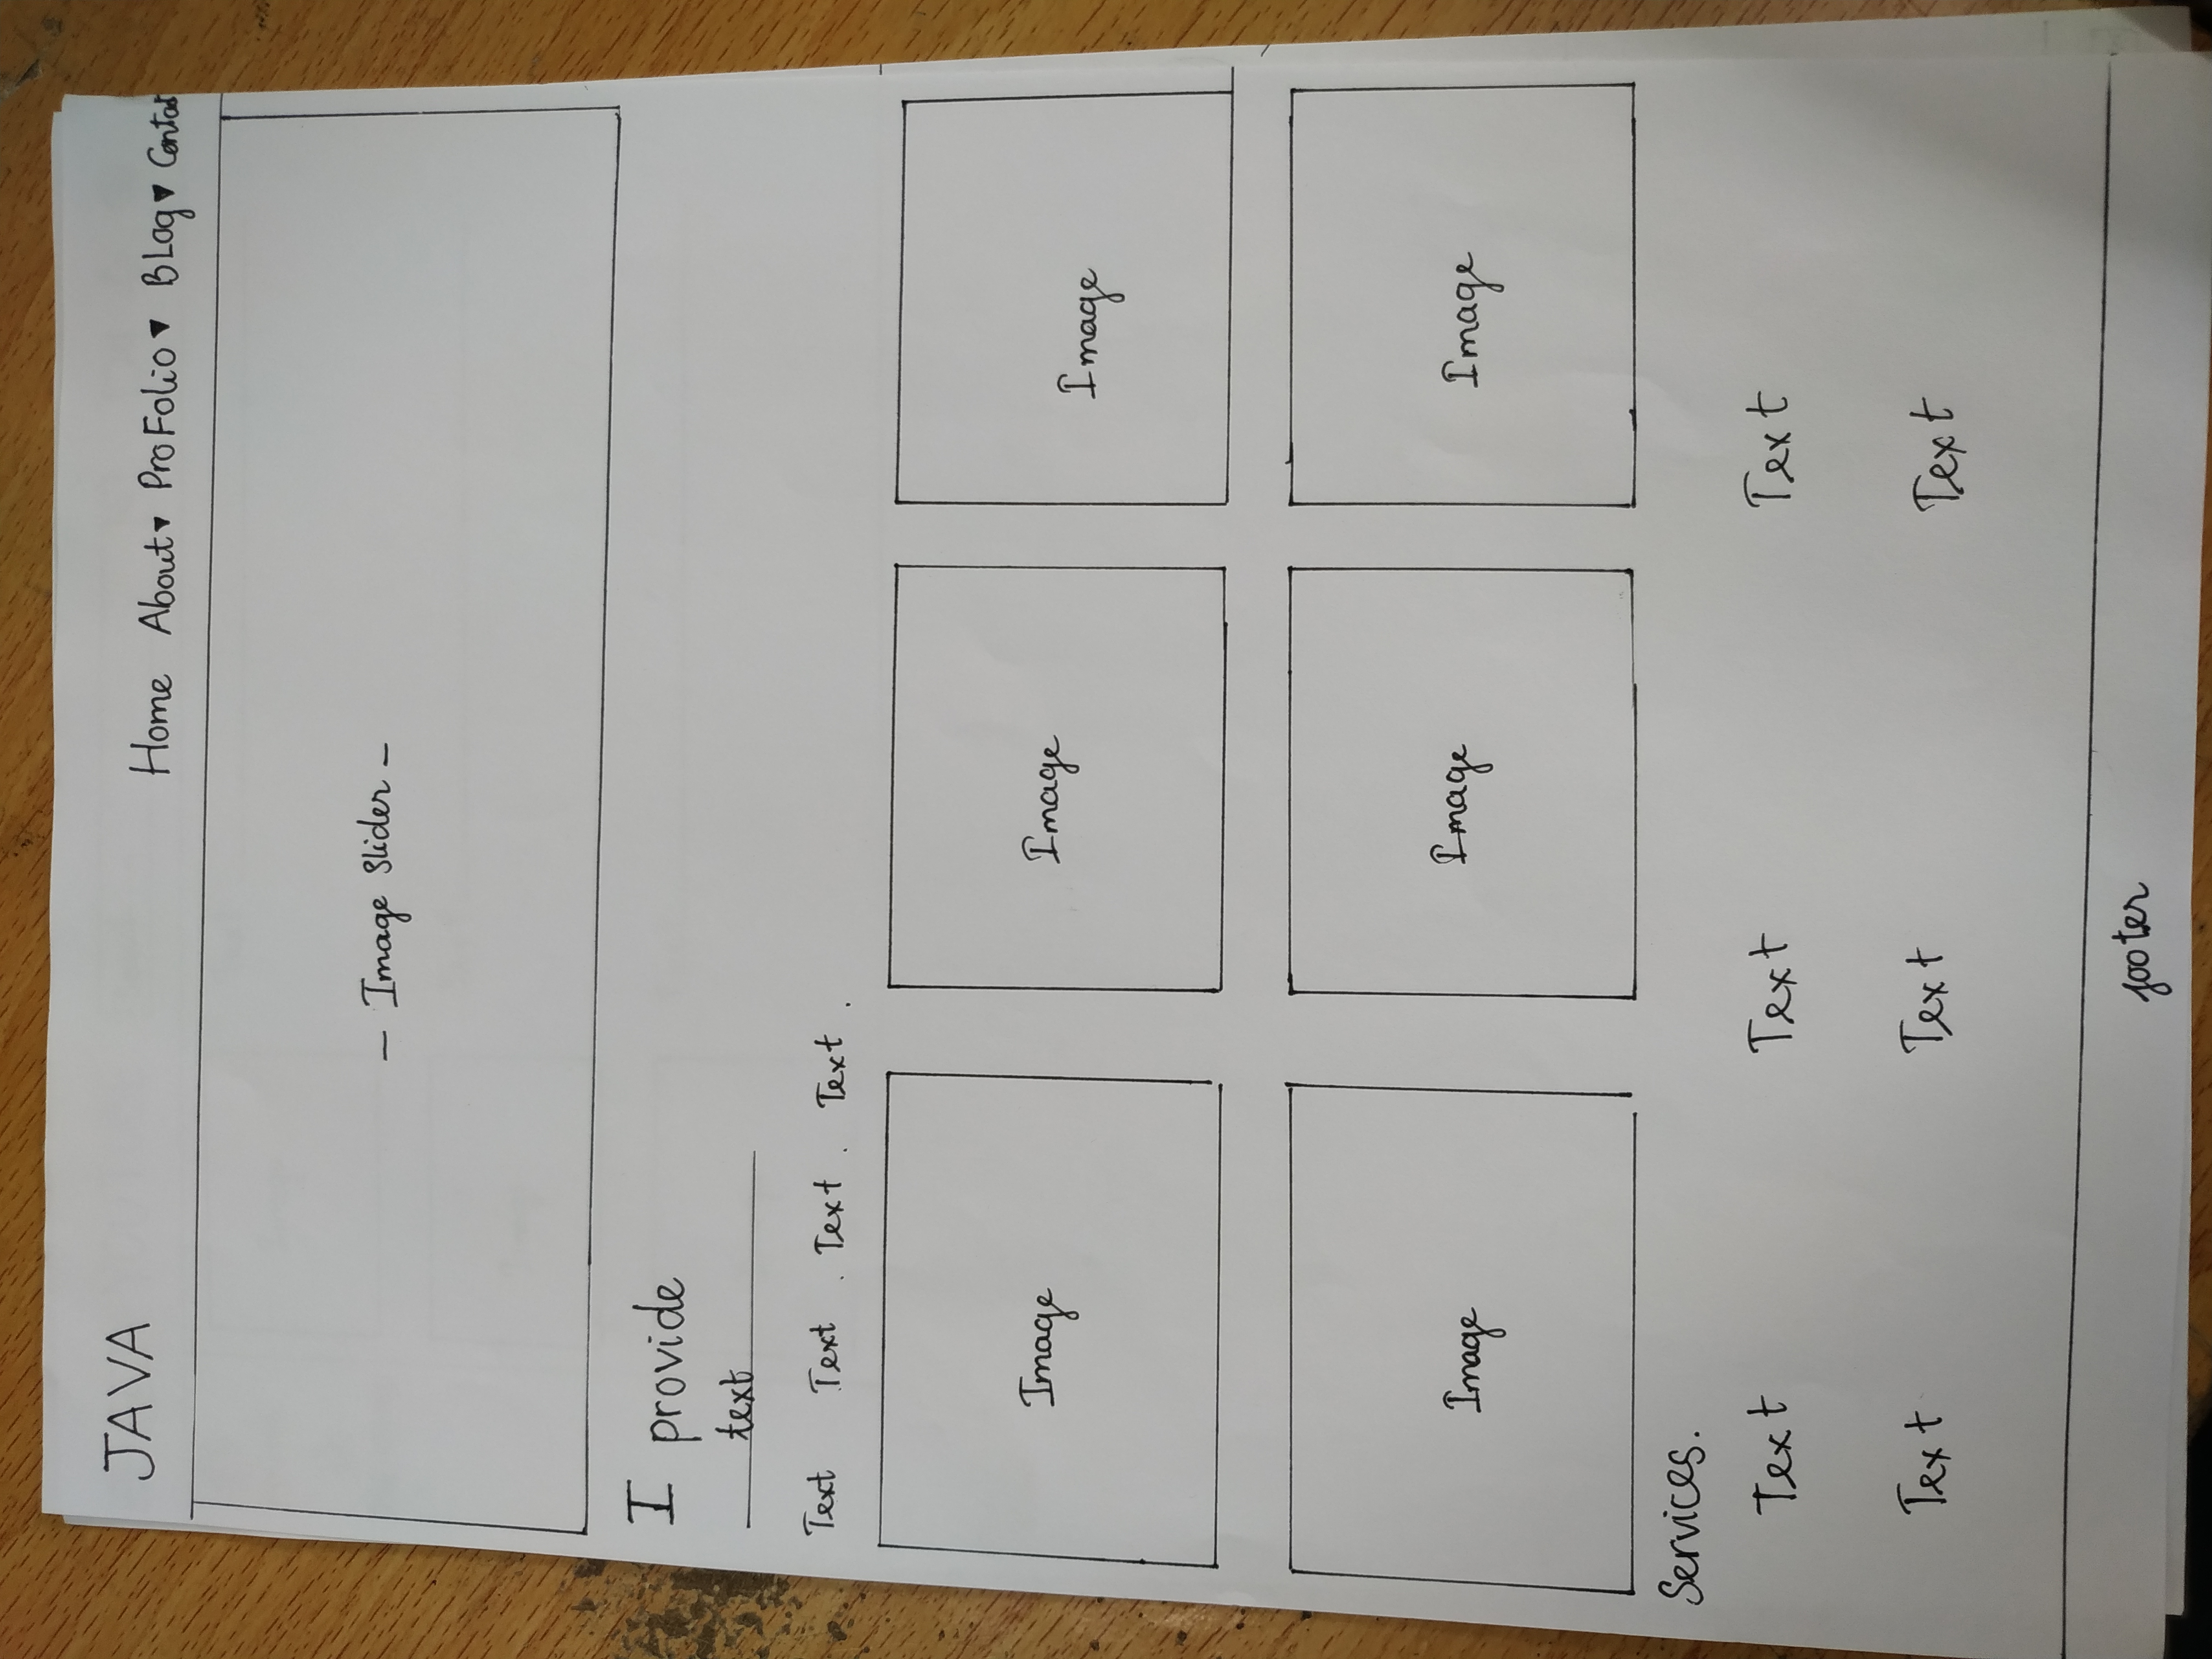 JAVA
Home About▾ ProFolio▾ BLog▾ Contact
— Image Slider —
I provide
text
Text Text . Text . Text .
Image Image Image
Image Image Image
Services.
Text Text Text
Text Text Text
footer